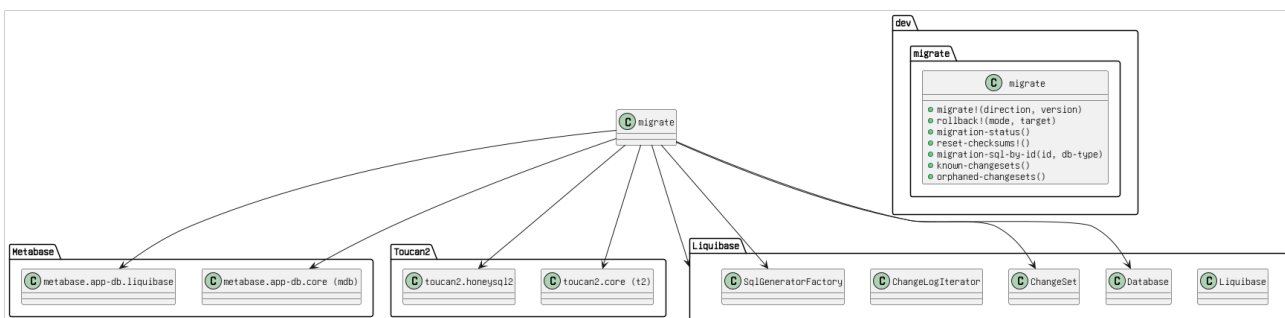 dev
migrate
C migrate
migrate!(direction, version)
rollback!(mode, target)
migration-status()
reset-checksums!()
migration-sql-by-id(id, db-type)
known-changesets()
orphaned-changesets()
C migrate
Metabase
C metabase.app-db.liquibase
C metabase.app-db.core (mdb)
Toucan2
C toucan2.honeysql2
C toucan2.core (t2)
Liquibase
C SqlGeneratorFactory
C ChangeLogIterator
C ChangeSet
C Database
C Liquibase